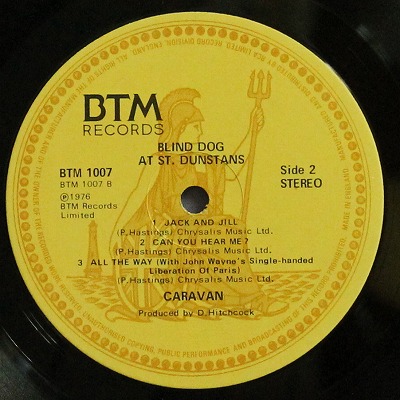 BTM
RECORDS
BLIND DOG
AT ST. DUNSTANS
BTM 1007
BTM 1007 B
Ⓟ1976
BTM Records
Limited
Side 2
STEREO
1 JACK AND JILL
(P.Hastings) Chrysalis Music Ltd.
2 CAN YOU HEAR ME?
(P.Hastings) Chrysalis Music Ltd.
3 ALL THE WAY (With John Wayne's Single-handed
Liberation Of Paris)
(P.Hastings) Chrysalis Music Ltd.
CARAVAN
Produced by D.Hitchcock